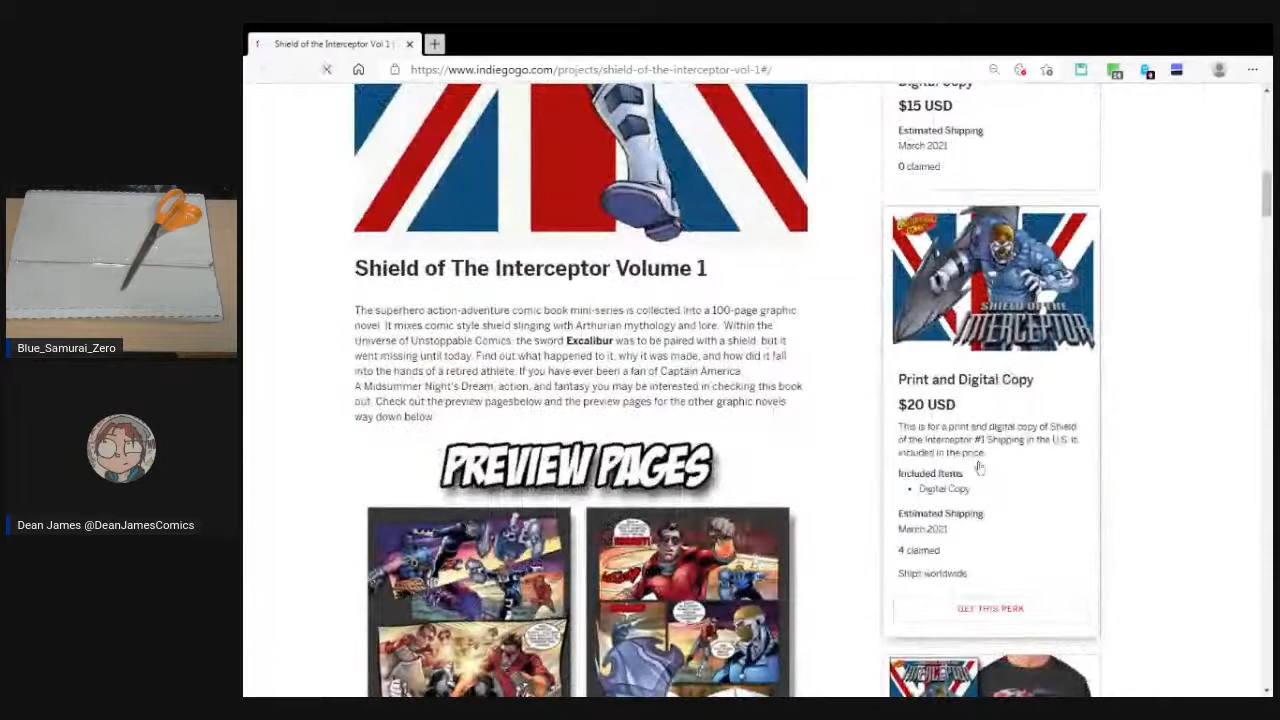 Shield of the Interceptor Vol 1 |
https://www.indiegogo.com/projects/shield-of-the-interceptor-vol-1#/
Shield of The Interceptor Volume 1
The superhero action-adventure comic book mini-series is collected into a 100-page graphic
novel. It mixes comic style shield slinging with Arthurian mythology and lore. Within the
Universe of Unstoppable Comics: the sword Excalibur was to be paired with a shield, but it
went missing until today. Find out what happened to it, why it was made, and how did it fall
into the hands of a retired athlete. If you have ever been a fan of Captain America,
A Midsummer Night's Dream, action, and fantasy you may be interested in checking this book
out. Check out the preview pagesbelow and the preview pages for the other graphic novels
way down below.
PREVIEW PAGES
Digital Copy
$15 USD
Estimated Shipping
March 2021
0 claimed
SHIELD OF THE
INTERCEPTOR
Print and Digital Copy
$20 USD
This is for a print and digital copy of Shield
of the Interceptor #1 Shipping in the U.S. is
included in the price.
Included Items
• Digital Copy
Estimated Shipping
March 2021
4 claimed
Ships worldwide
GET THIS PERK
INTERCEPTOR
Blue_Samurai_Zero
Dean James @DeanJamesComics